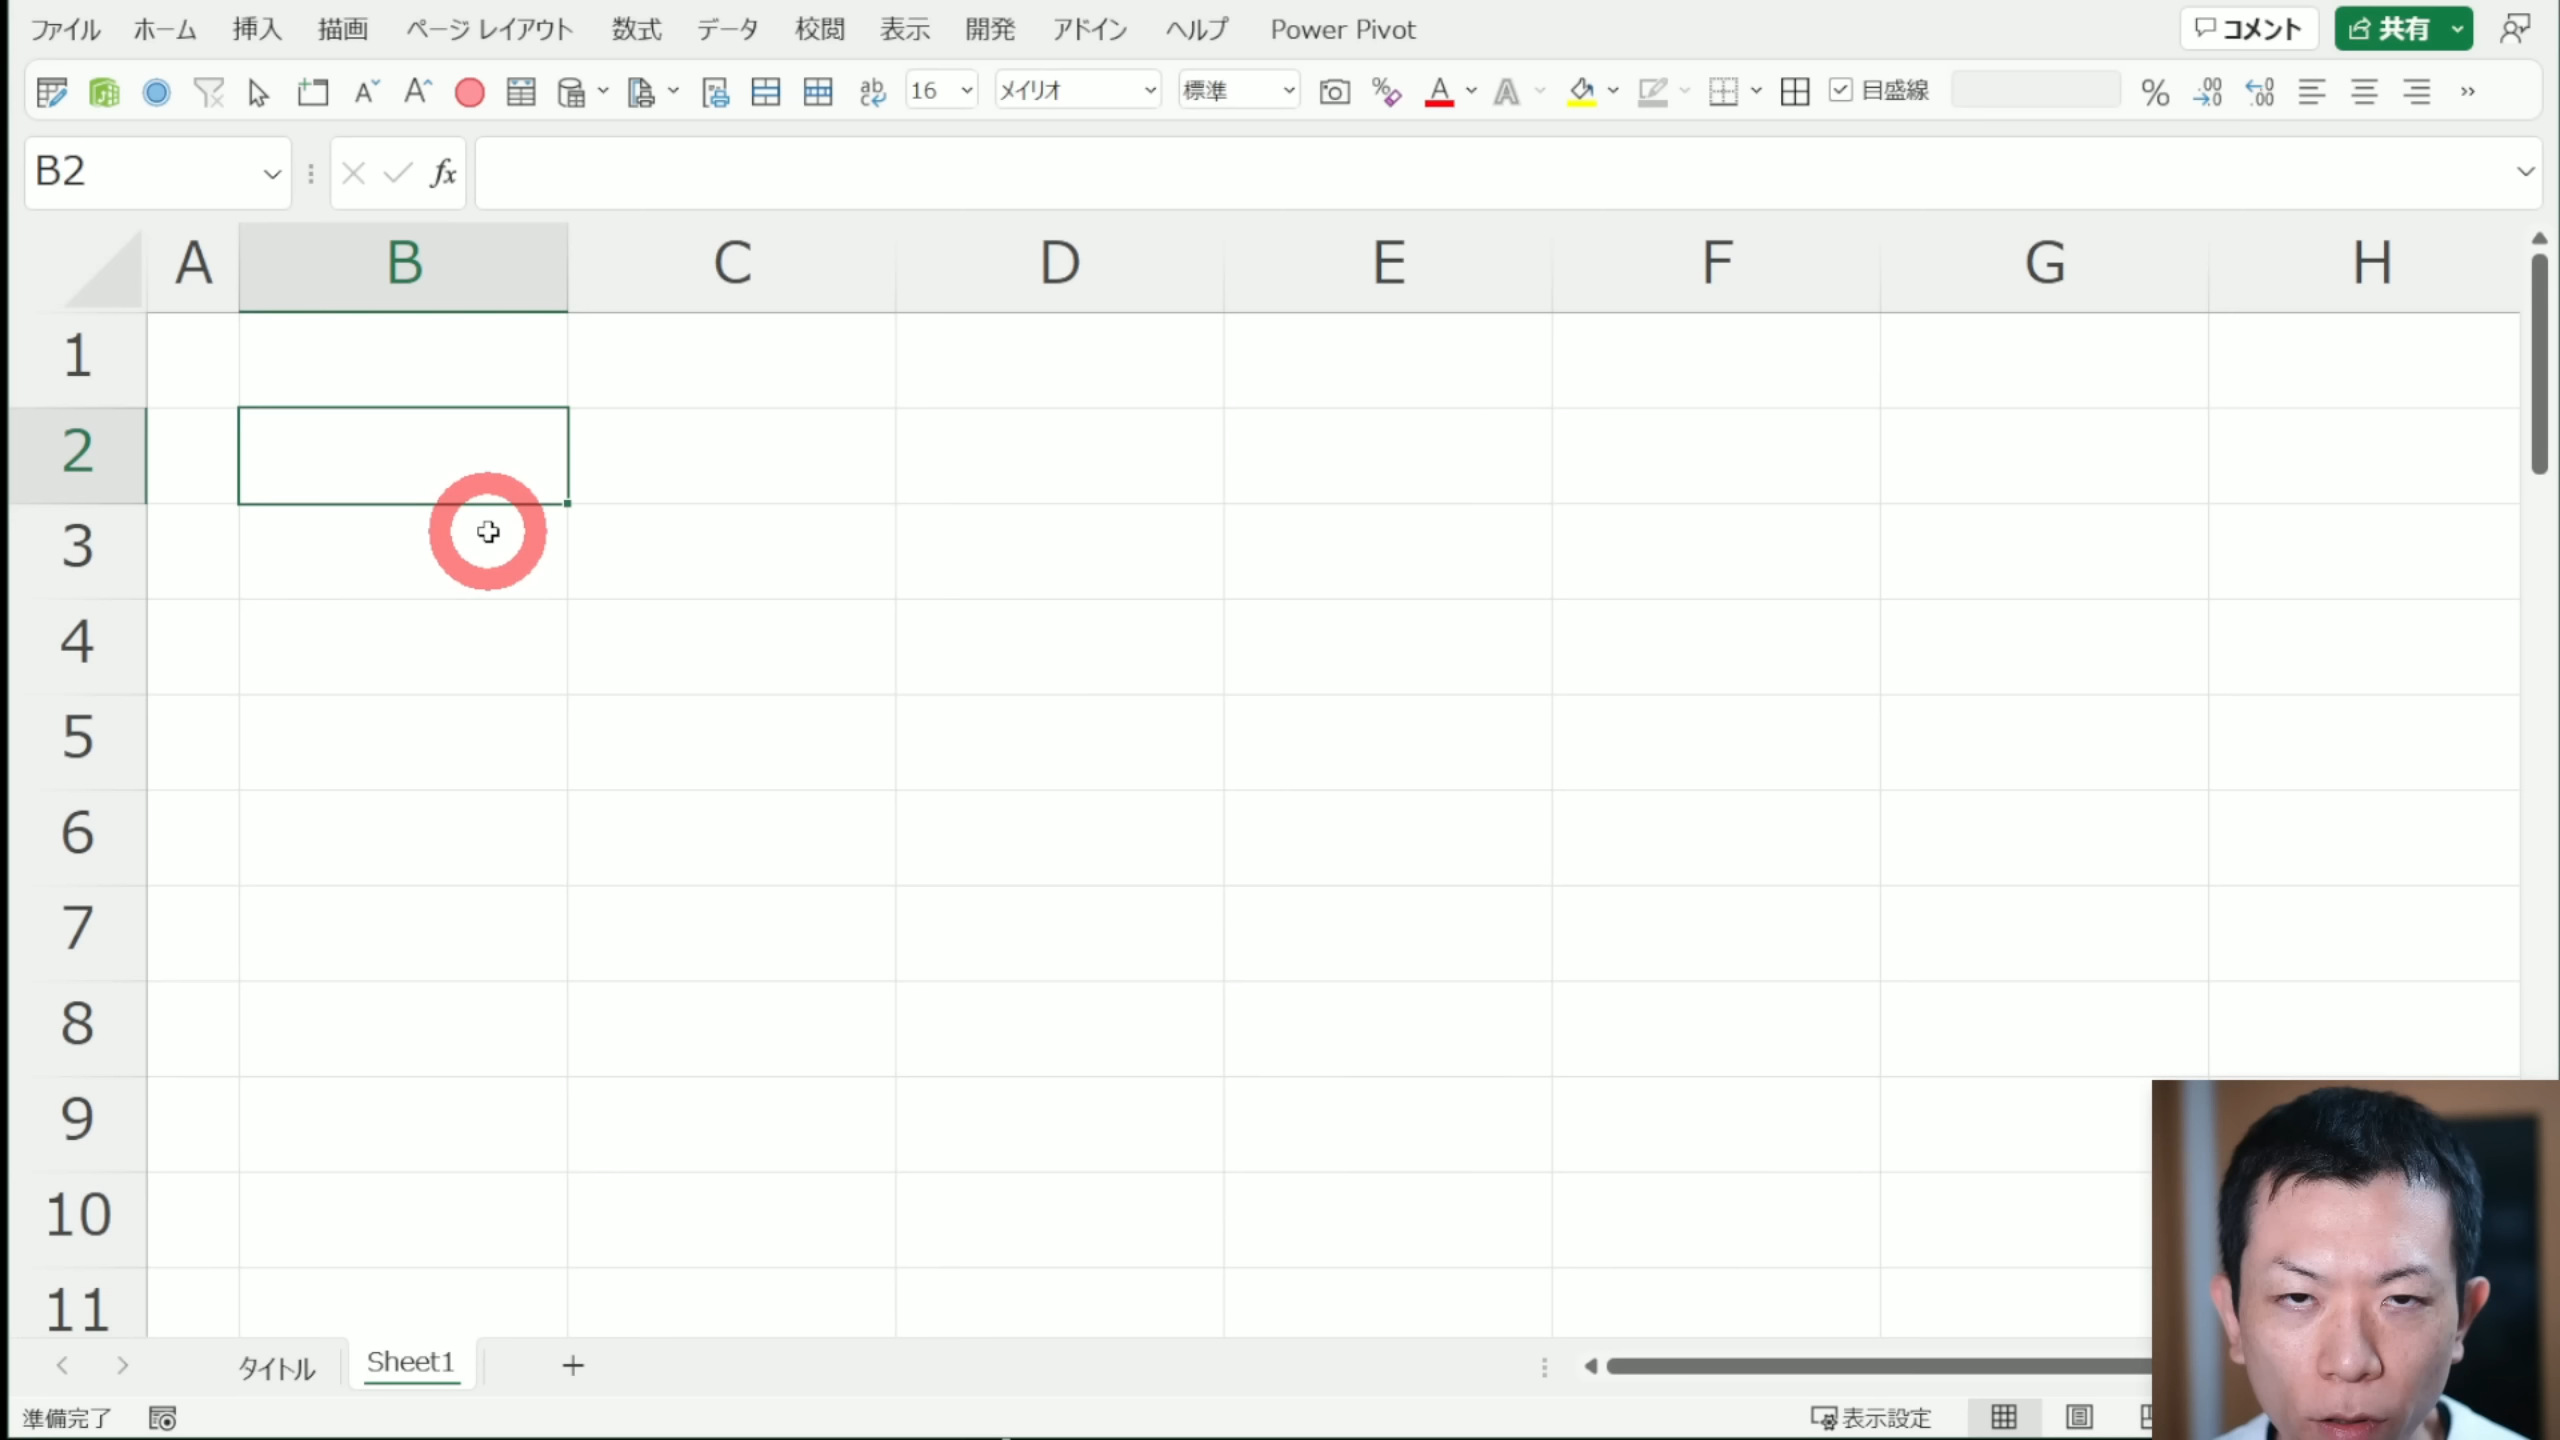 ファイル ホーム 挿入 描画 ページ レイアウト 数式 データ 校閲 表示 開発 アドイン ヘルプ Power Pivot コメント 共有
16 メイリオ 標準 目盛線
B2 fx
A B C D E F G H
1
2
3
4
5
6
7
8
9
10
11
タイトル Sheet1
準備完了 表示設定